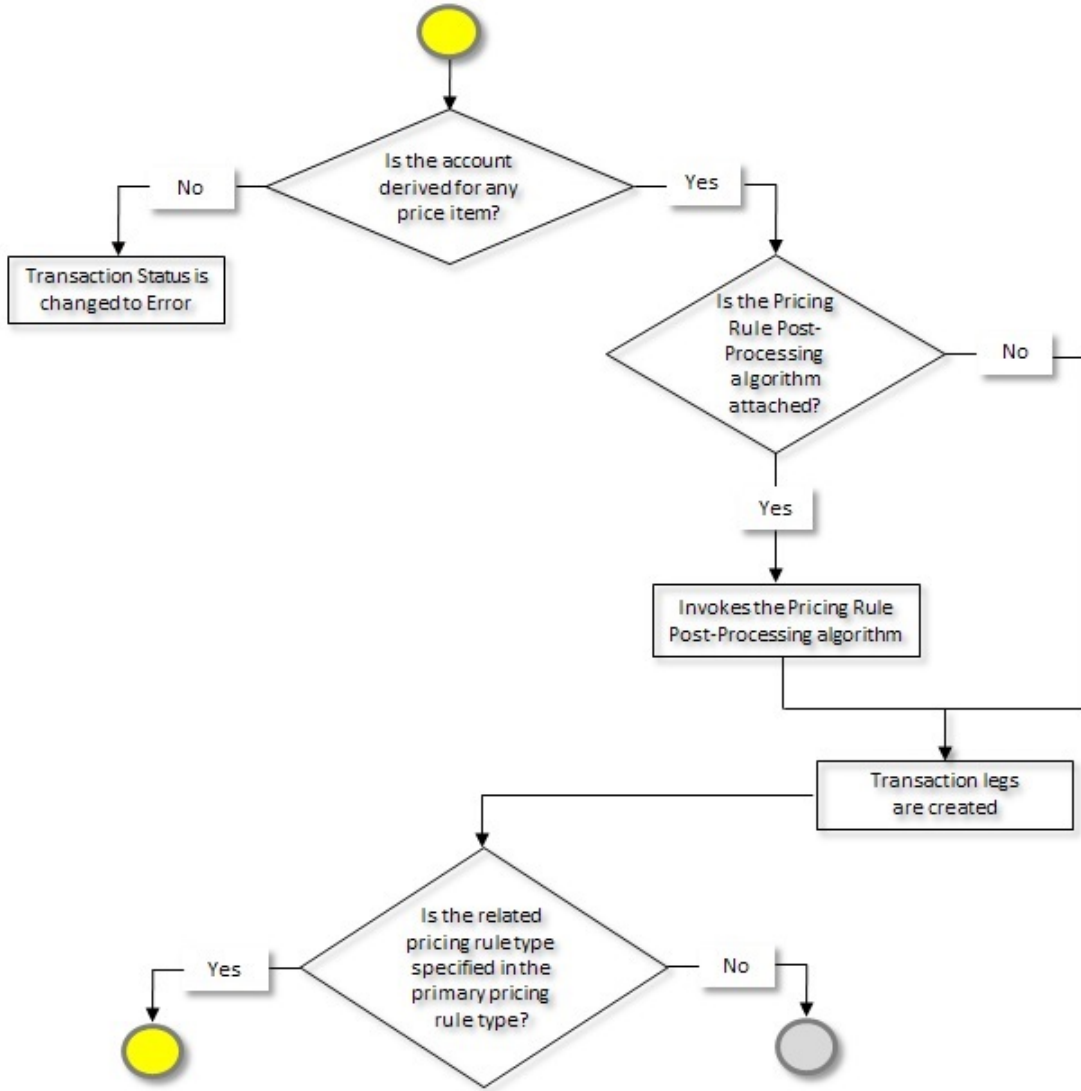 Is the account
derived for any
price item?
No
Yes
Transaction Status is
changed to Error
Is the Pricing
Rule Post-
Processing
algorithm
attached?
No
Yes
Invokes the Pricing Rule
Post-Processing algorithm
Transaction legs
are created
Is the related
pricing rule type
specified in the
primary pricing
rule type?
Yes
No